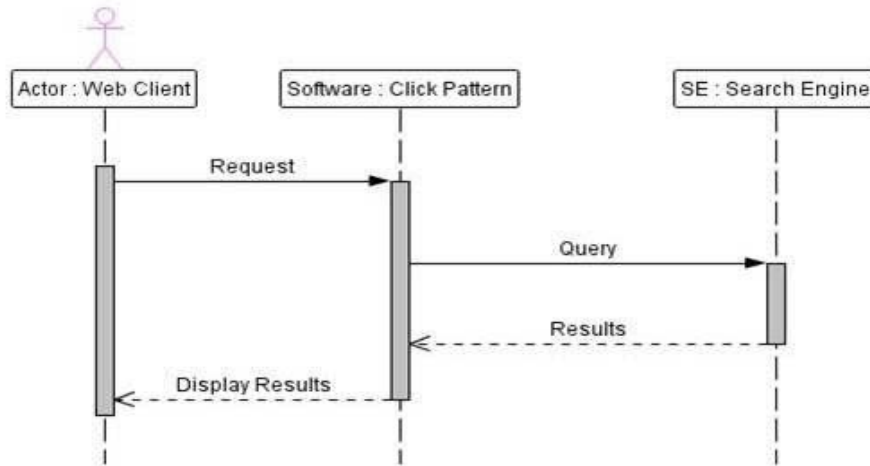 Actor : Web Client
Software : Click Pattern
SE : Search Engine
Request
Query
Results
Display Results